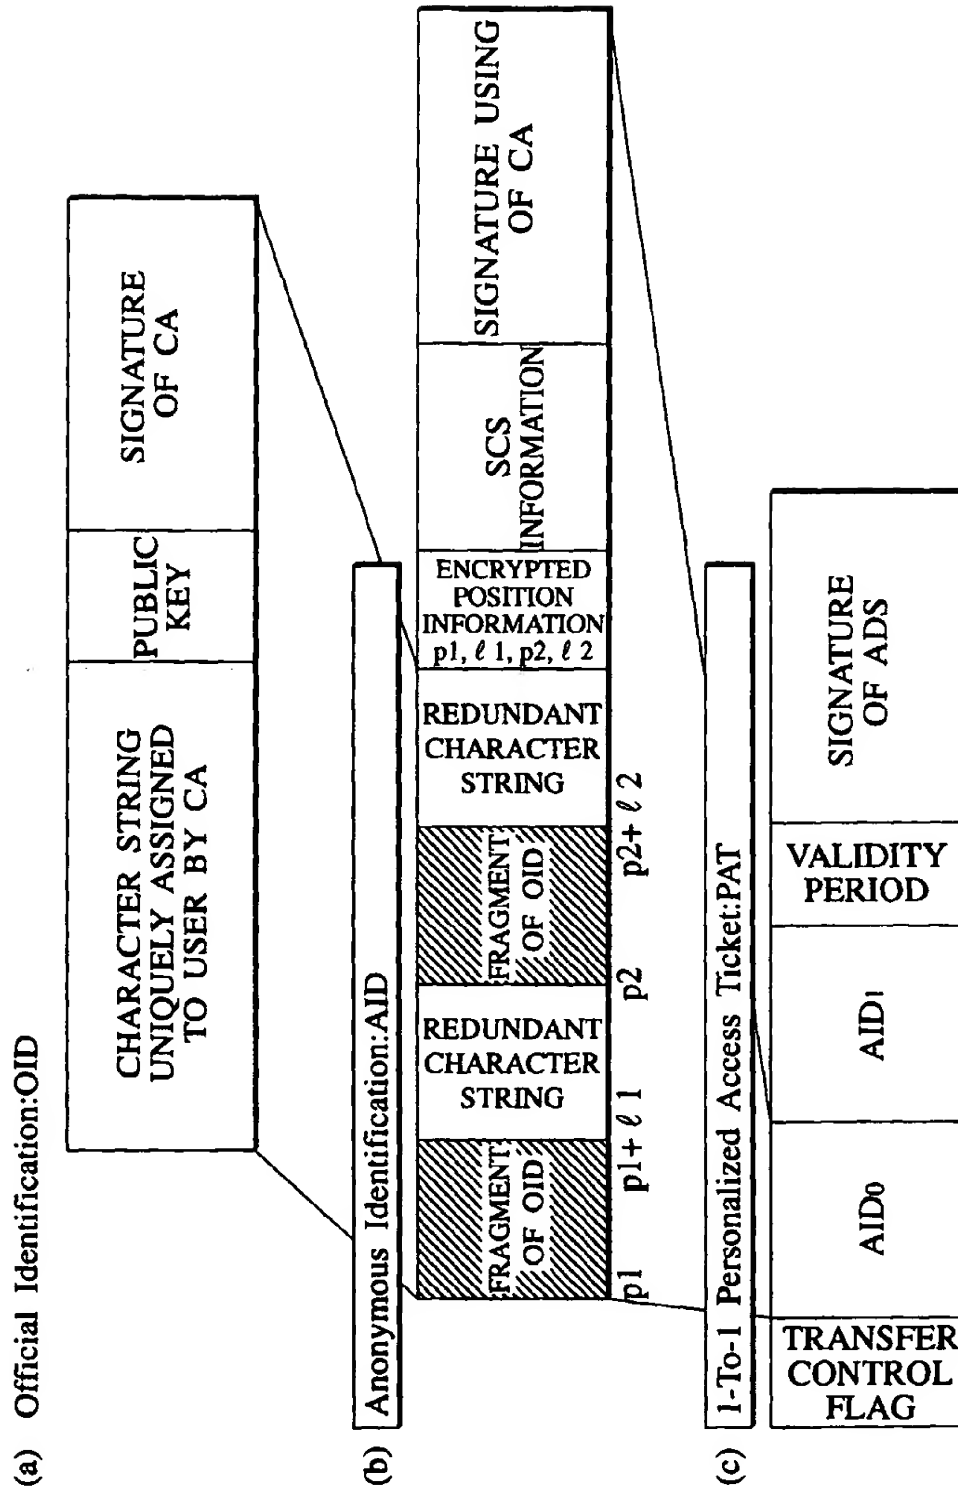 (a) Official Identification:OID
CHARACTER STRING
UNIQUELY ASSIGNED
TO USER BY CA
PUBLIC
KEY
SIGNATURE
OF CA
(b) Anonymous Identification:AID
FRAGMENT
OF OID
REDUNDANT
CHARACTER
STRING
FRAGMENT
OF OID
REDUNDANT
CHARACTER
STRING
ENCRYPTED
POSITION
INFORMATION
p1, ℓ 1, p2, ℓ 2
SCS
INFORMATION
SIGNATURE USING
OF CA
p1 p1+ ℓ 1 p2 p2+ ℓ 2
(c) 1-To-1 Personalized Access Ticket:PAT
TRANSFER
CONTROL
FLAG
AID0
AID1
VALIDITY
PERIOD
SIGNATURE
OF ADS